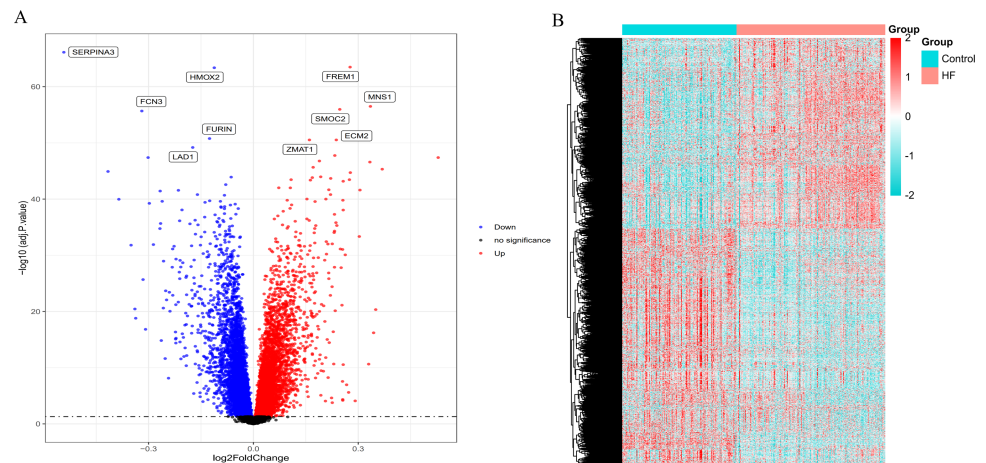 A
B
SERPINA3
HMOX2
FREM1
FCN3
MNS1
SMOC2
FURIN
ECM2
LAD1
ZMAT1
60
40
20
0
−log10 (adj.P.value)
−0.3
0.0
0.3
log2FoldChange
Down
no significance
Up
Group
2
1
0
-1
-2
Group
Control
HF